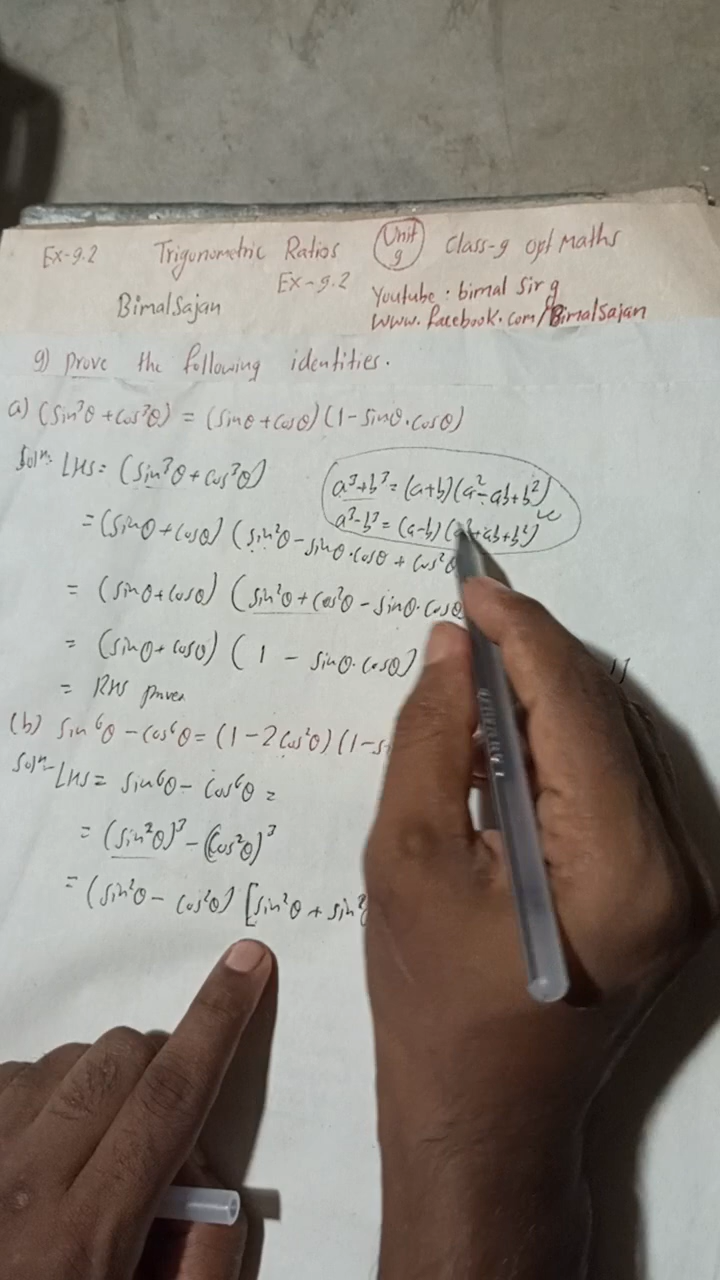 Ex-9.2 Trigonometric Ratios Unit 9 Class-9 opt Maths
Ex-9.2
BimalSajan Youtube : bimal Sir 9
www.facebook.com/BimalSajan
9) Prove the following identities.
a) (Sin³θ + Cos³θ) = (Sinθ + Cosθ) (1 - Sinθ · Cosθ)
Solⁿ- LHS = (Sin³θ + Cos³θ)
a³+b³ = (a+b) (a²-ab+b²)
a³-b³ = (a-b) (a²+ab+b²)
= (Sinθ + Cosθ) (Sin²θ - Sinθ · Cosθ + Cos²θ
= (Sinθ + Cosθ) (Sin²θ + Cos²θ - Sinθ · Cosθ
= (Sinθ + Cosθ) ( 1 - Sinθ · Cosθ)
= RHS proven
(b) Sin⁶θ - Cos⁶θ = (1 - 2Cos²θ) (1 - s
Solⁿ- LHS = Sin⁶θ - Cos⁶θ =
= (Sin²θ)³ - (Cos²θ)³
= (Sin²θ - Cos²θ) [Sin²θ + Sin²